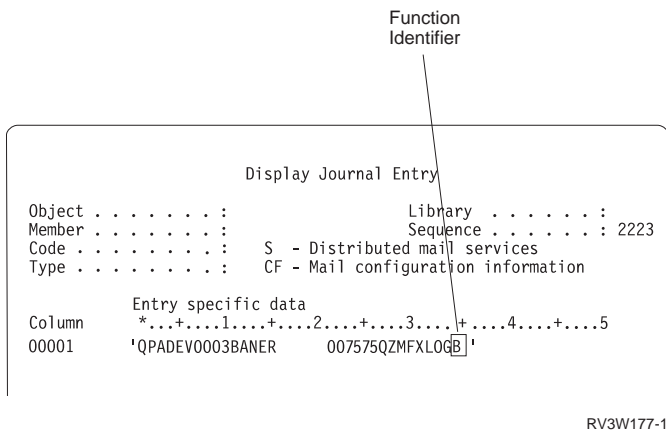 Function
Identifier
Display Journal Entry
Object . . . . . . . : Library . . . . . . :
Member . . . . . . . : Sequence . . . . . . : 2223
Code . . . . . . . . : S - Distributed mail services
Type . . . . . . . . : CF - Mail configuration information
Entry specific data
Column *...+....1....+....2....+....3....+....4....+....5
00001 'QPADEV0003BANER 007575QZMFXLOGB '
RV3W177-1